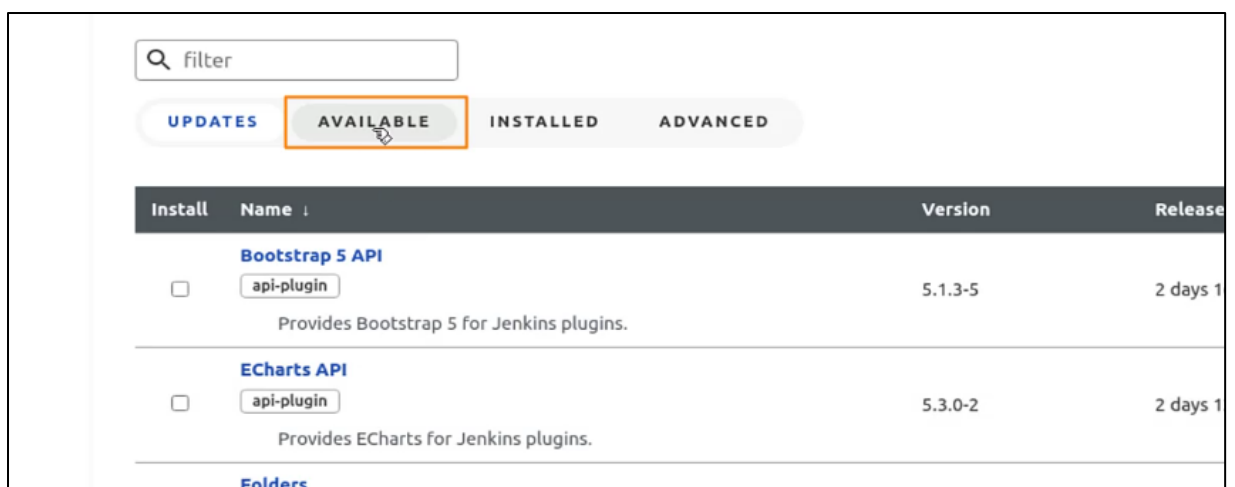 filter
UPDATES AVAILABLE INSTALLED ADVANCED
Install Name ↓ Version Release
Bootstrap 5 API
api-plugin
5.1.3-5 2 days 1
Provides Bootstrap 5 for Jenkins plugins.
ECharts API
api-plugin
5.3.0-2 2 days 1
Provides ECharts for Jenkins plugins.
Folders